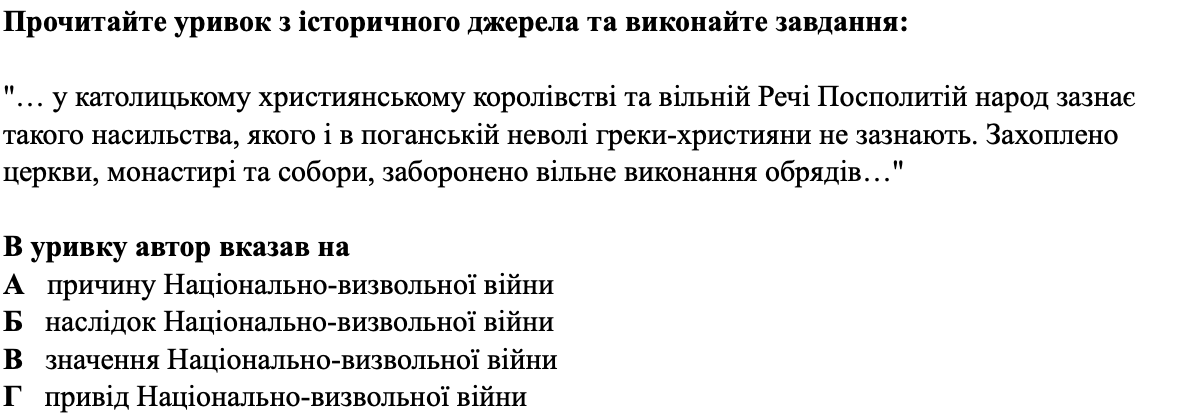 Прочитайте уривок з історичного джерела та виконайте завдання:
"… у католицькому християнському королівстві та вільній Речі Посполитій народ зазнає
такого насильства, якого і в поганській неволі греки-християни не зазнають. Захоплено
церкви, монастирі та собори, заборонено вільне виконання обрядів…"
В уривку автор вказав на
А причину Національно-визвольної війни
Б наслідок Національно-визвольної війни
В значення Національно-визвольної війни
Г привід Національно-визвольної війни